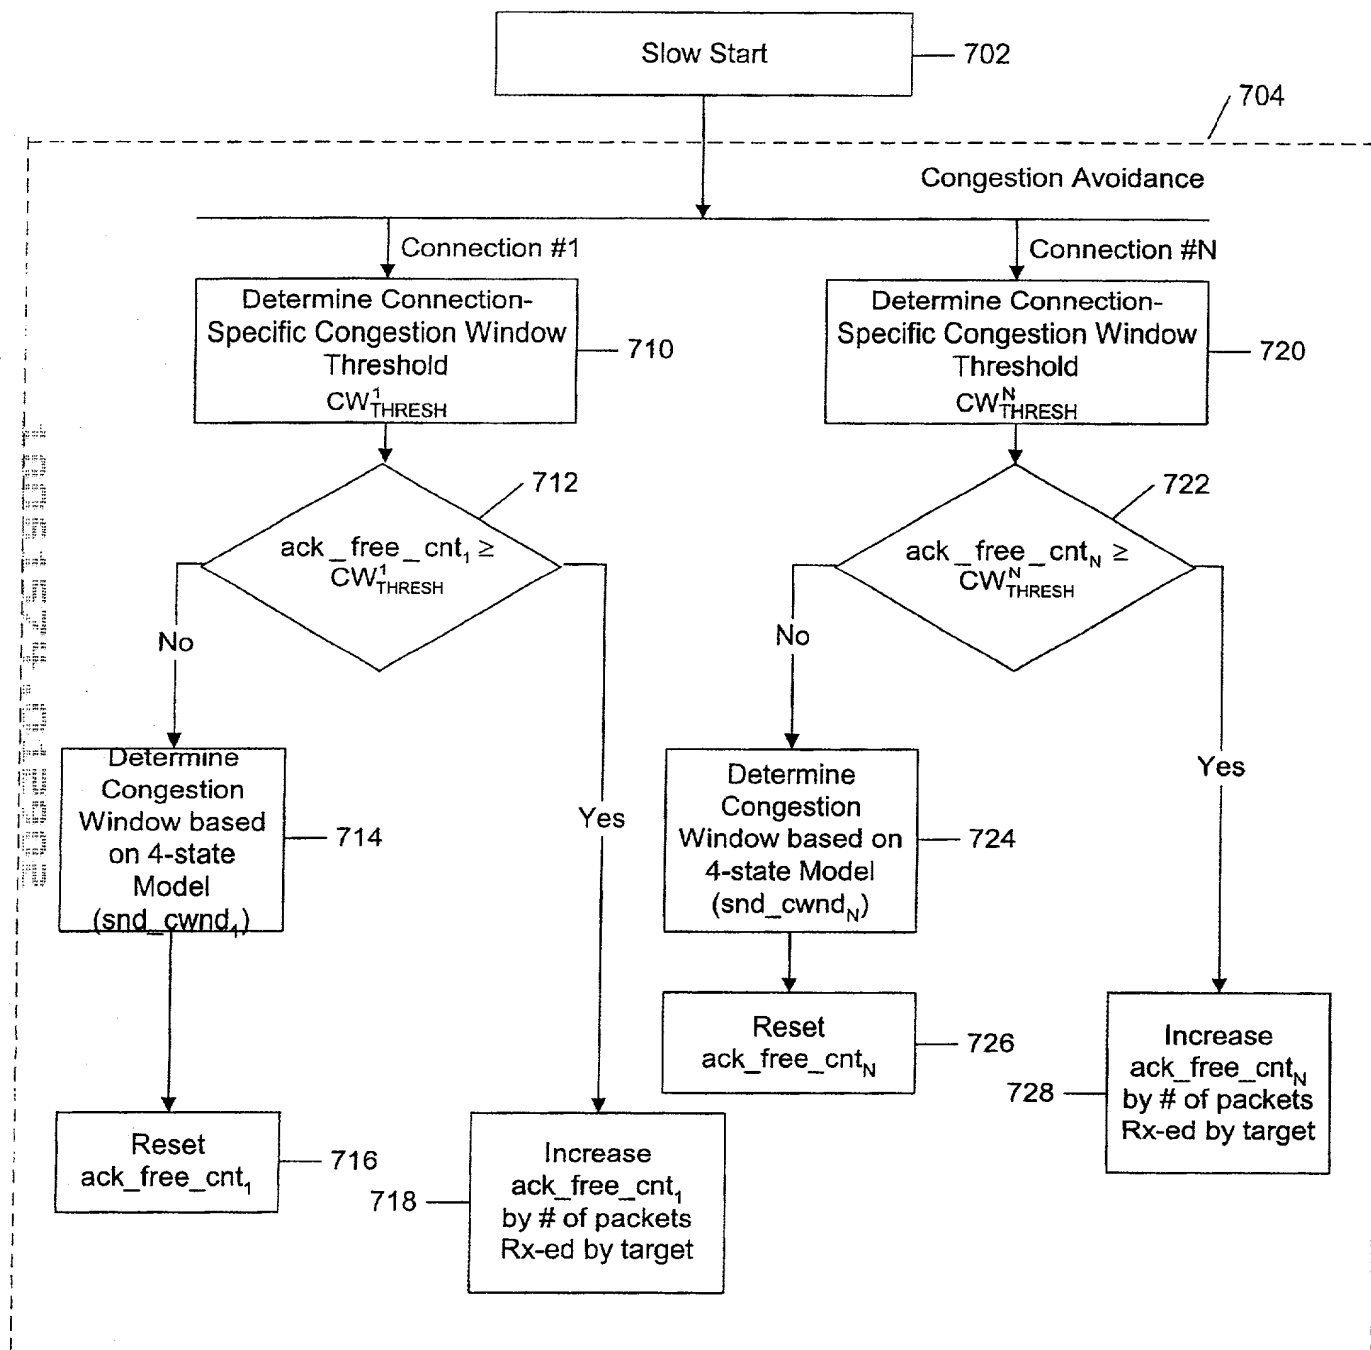 Slow Start
702
704
Congestion Avoidance
Connection #1
Connection #N
Determine Connection-
Specific Congestion Window
Threshold
CW¹THRESH
710
Determine Connection-
Specific Congestion Window
Threshold
CWᴺTHRESH
720
712
ack_free_cnt₁ ≥
CW¹THRESH
722
ack_free_cntN ≥
CWᴺTHRESH
No
Yes
No
Yes
Determine
Congestion
Window based
on 4-state
Model
(snd_cwnd₁)
714
Determine
Congestion
Window based on
4-state Model
(snd_cwndN)
724
Reset
ack_free_cnt₁
716
Increase
ack_free_cnt₁
by # of packets
Rx-ed by target
718
Reset
ack_free_cntN
726
Increase
ack_free_cntN
by # of packets
Rx-ed by target
728